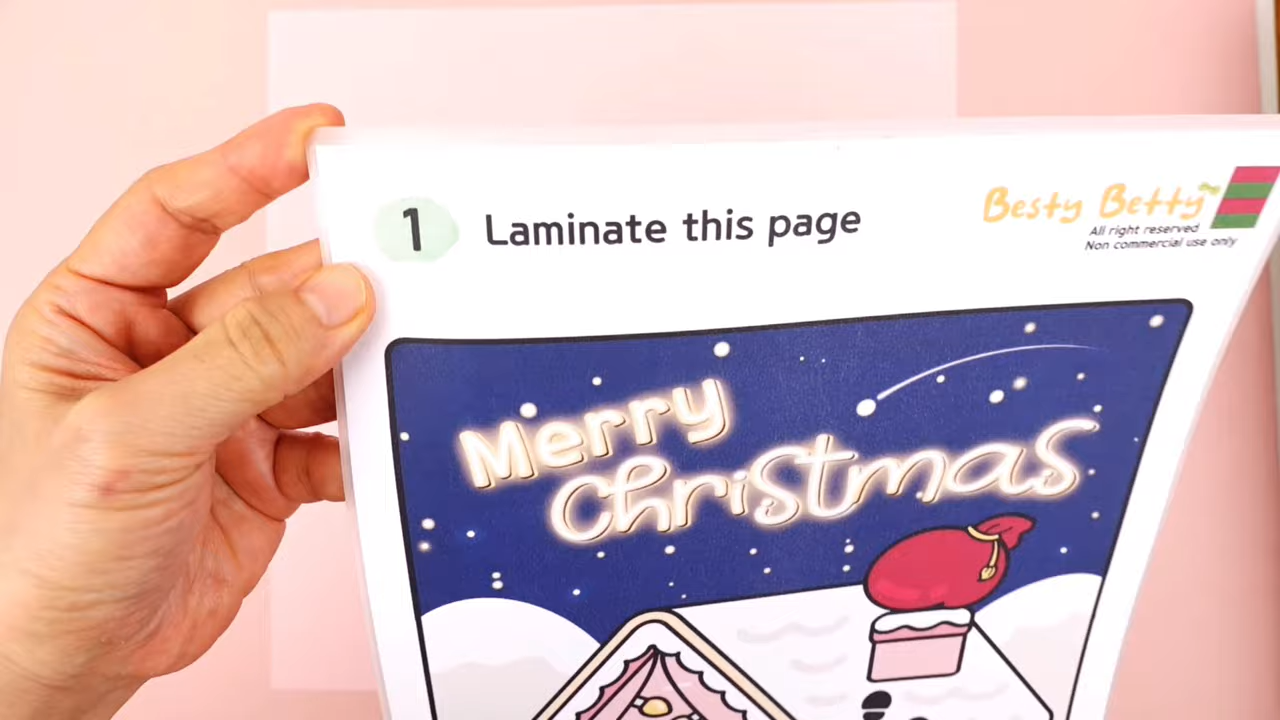 1 Laminate this page
Besty Betty
All right reserved
Non commercial use only
Merry
Christmas